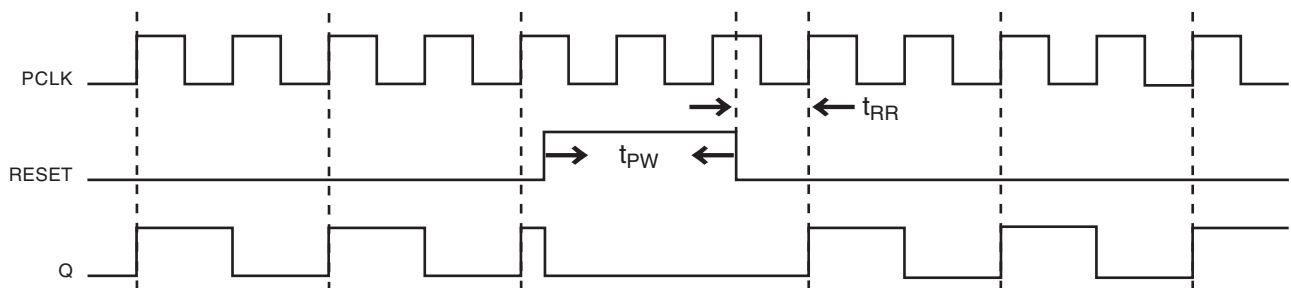 PCLK
tRR
RESET
tPW
Q